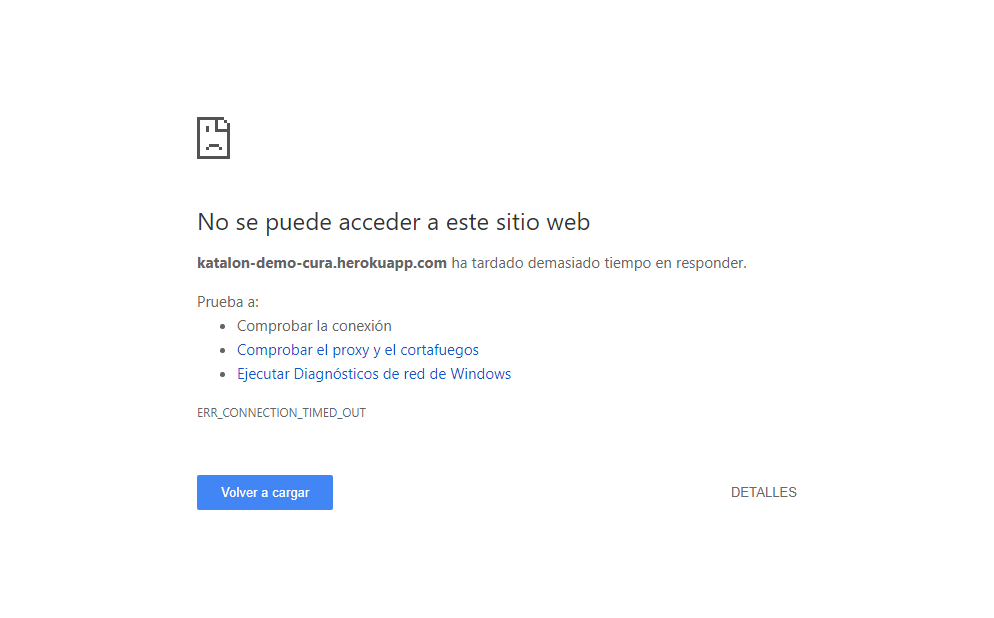 No se puede acceder a este sitio web
katalon-demo-cura.herokuapp.com ha tardado demasiado tiempo en responder.
Prueba a:
Comprobar la conexión
Comprobar el proxy y el cortafuegos
Ejecutar Diagnósticos de red de Windows
ERR_CONNECTION_TIMED_OUT
Volver a cargar
DETALLES